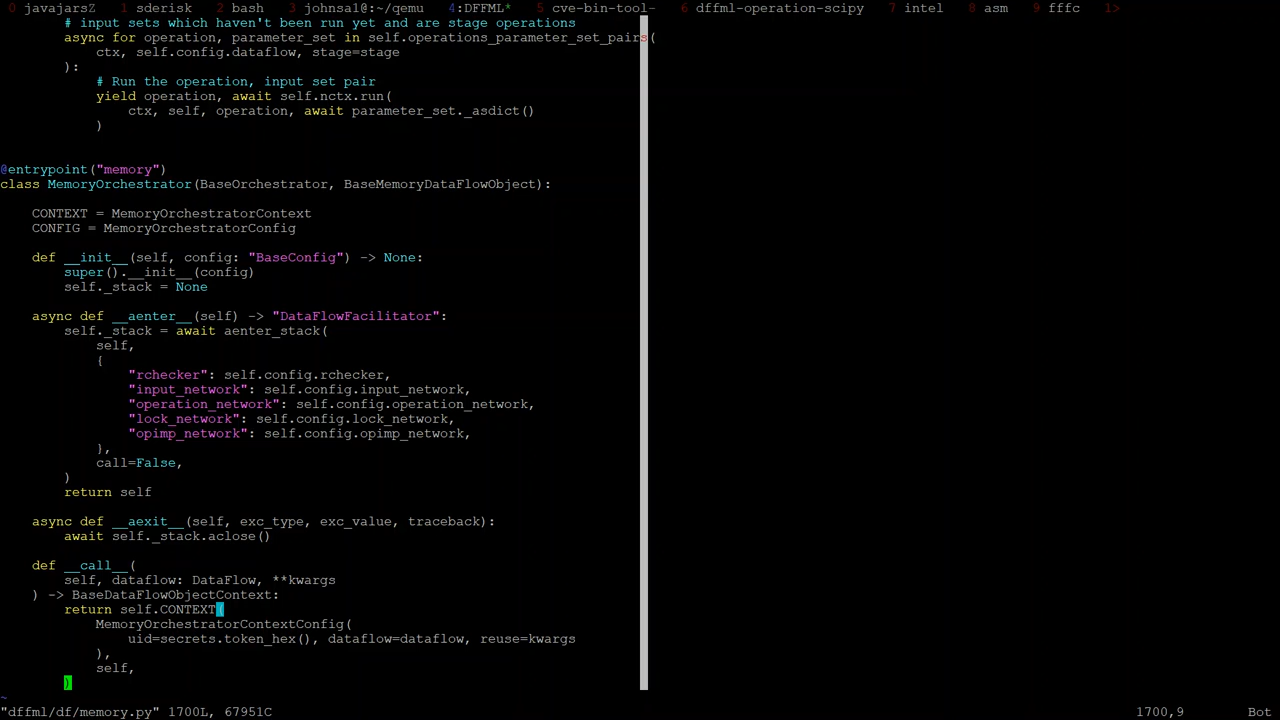 0 javajarsZ  1 sderisk  2 bash  3 johnsa1@:~/qemu  4:DFFML*  5 cve-bin-tool-  6 dffml-operation-scipy  7 intel  8 asm  9 fffc  1>
# input sets which haven't been run yet and are stage operations
async for operation, parameter_set in self.operations_parameter_set_pairs(
ctx, self.config.dataflow, stage=stage
):
# Run the operation, input set pair
yield operation, await self.nctx.run(
ctx, self, operation, await parameter_set._asdict()
)
@entrypoint("memory")
class MemoryOrchestrator(BaseOrchestrator, BaseMemoryDataFlowObject):
CONTEXT = MemoryOrchestratorContext
CONFIG = MemoryOrchestratorConfig
def __init__(self, config: "BaseConfig") -> None:
super().__init__(config)
self._stack = None
async def __aenter__(self) -> "DataFlowFacilitator":
self._stack = await aenter_stack(
self,
{
"rchecker": self.config.rchecker,
"input_network": self.config.input_network,
"operation_network": self.config.operation_network,
"lock_network": self.config.lock_network,
"opimp_network": self.config.opimp_network,
},
call=False,
)
return self
async def __aexit__(self, exc_type, exc_value, traceback):
await self._stack.aclose()
def __call__(
self, dataflow: DataFlow, **kwargs
) -> BaseDataFlowObjectContext:
return self.CONTEXT(
MemoryOrchestratorContextConfig(
uid=secrets.token_hex(), dataflow=dataflow, reuse=kwargs
),
self,
)
~
"dffml/df/memory.py" 1700L, 67951C  1700,9  Bot